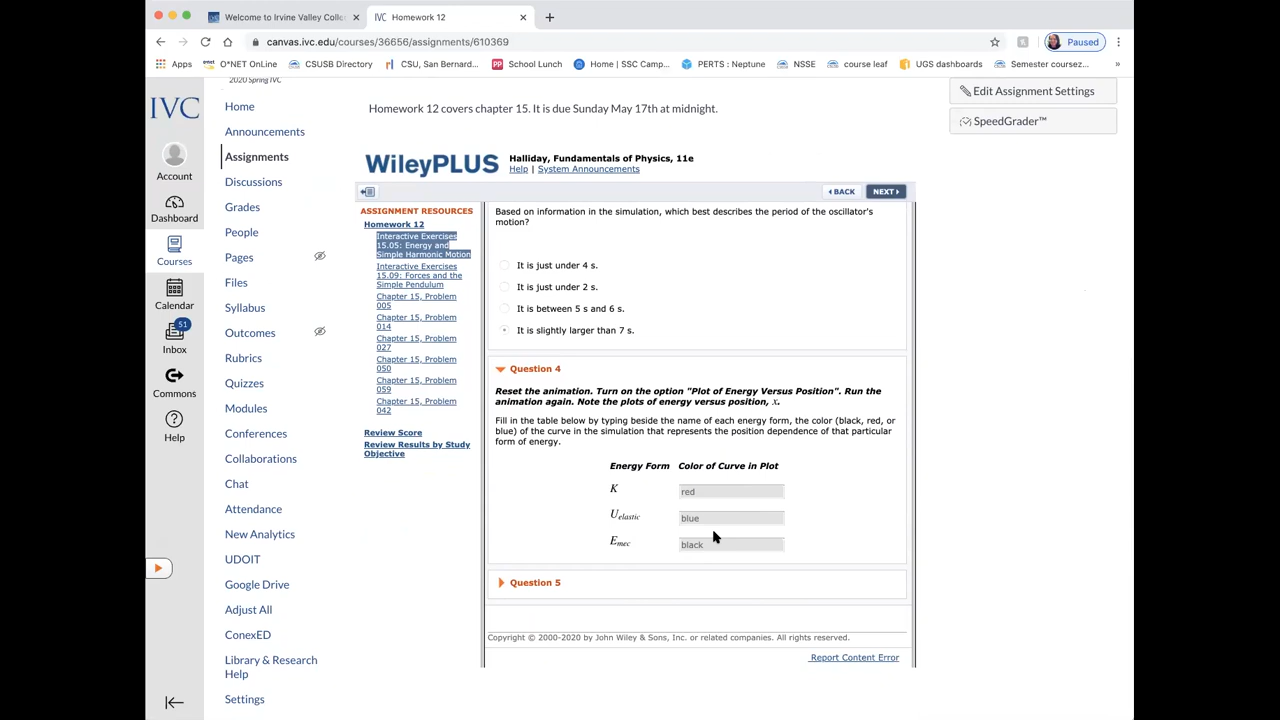 Welcome to Irvine Valley Colle
IVC Homework 12
canvas.ivc.edu/courses/36656/assignments/610369
Paused
Apps
O*NET OnLine
CSUSB Directory
CSU, San Bernard...
School Lunch
Home | SSC Camp...
PERTS : Neptune
NSSE
course leaf
UGS dashboards
Semester coursez...
»
2020 Spring IVC
IVC
Account
Dashboard
Courses
Calendar
51
Inbox
Commons
Help
Home
Announcements
Assignments
Discussions
Grades
People
Pages
Files
Syllabus
Outcomes
Rubrics
Quizzes
Modules
Conferences
Collaborations
Chat
Attendance
New Analytics
UDOIT
Google Drive
Adjust All
ConexED
Library & Research
Help
Settings
Homework 12 covers chapter 15. It is due Sunday May 17th at midnight.
Edit Assignment Settings
SpeedGrader™
WileyPLUS
Halliday, Fundamentals of Physics, 11e
Help | System Announcements
BACK
NEXT
ASSIGNMENT RESOURCES
Homework 12
Interactive Exercises
15.05: Energy and
Simple Harmonic Motion
Interactive Exercises
15.09: Forces and the
Simple Pendulum
Chapter 15, Problem
005
Chapter 15, Problem
014
Chapter 15, Problem
027
Chapter 15, Problem
050
Chapter 15, Problem
059
Chapter 15, Problem
042
Review Score
Review Results by Study
Objective
Based on information in the simulation, which best describes the period of the oscillator's
motion?
It is just under 4 s.
It is just under 2 s.
It is between 5 s and 6 s.
It is slightly larger than 7 s.
Question 4
Reset the animation. Turn on the option "Plot of Energy Versus Position". Run the
animation again. Note the plots of energy versus position, x.
Fill in the table below by typing beside the name of each energy form, the color (black, red, or
blue) of the curve in the simulation that represents the position dependence of that particular
form of energy.
Energy Form Color of Curve in Plot
K red
Uelastic blue
Emec black
Question 5
Copyright © 2000-2020 by John Wiley & Sons, Inc. or related companies. All rights reserved.
Report Content Error